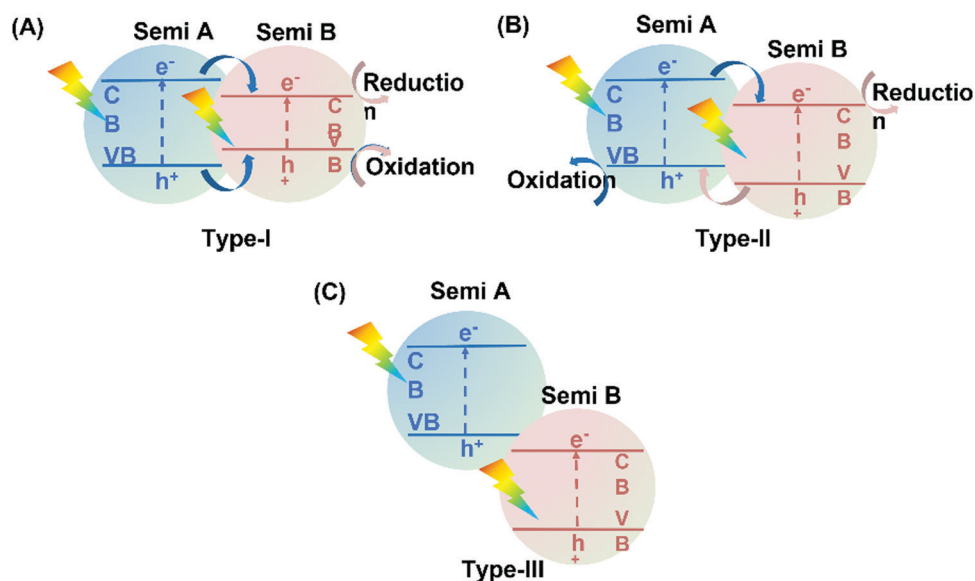 (A)
Semi A
Semi B
e-
e-
C
B
VB
h+
C
B
V
B
h
+
Reductio
n
Oxidation
Type-I
(B)
Semi A
Semi B
e-
e-
C
B
VB
h+
C
B
V
B
h
+
Reductio
n
Oxidation
Type-II
(C)
Semi A
e-
C
B
VB
h+
Semi B
e-
C
B
V
B
h
+
Type-III